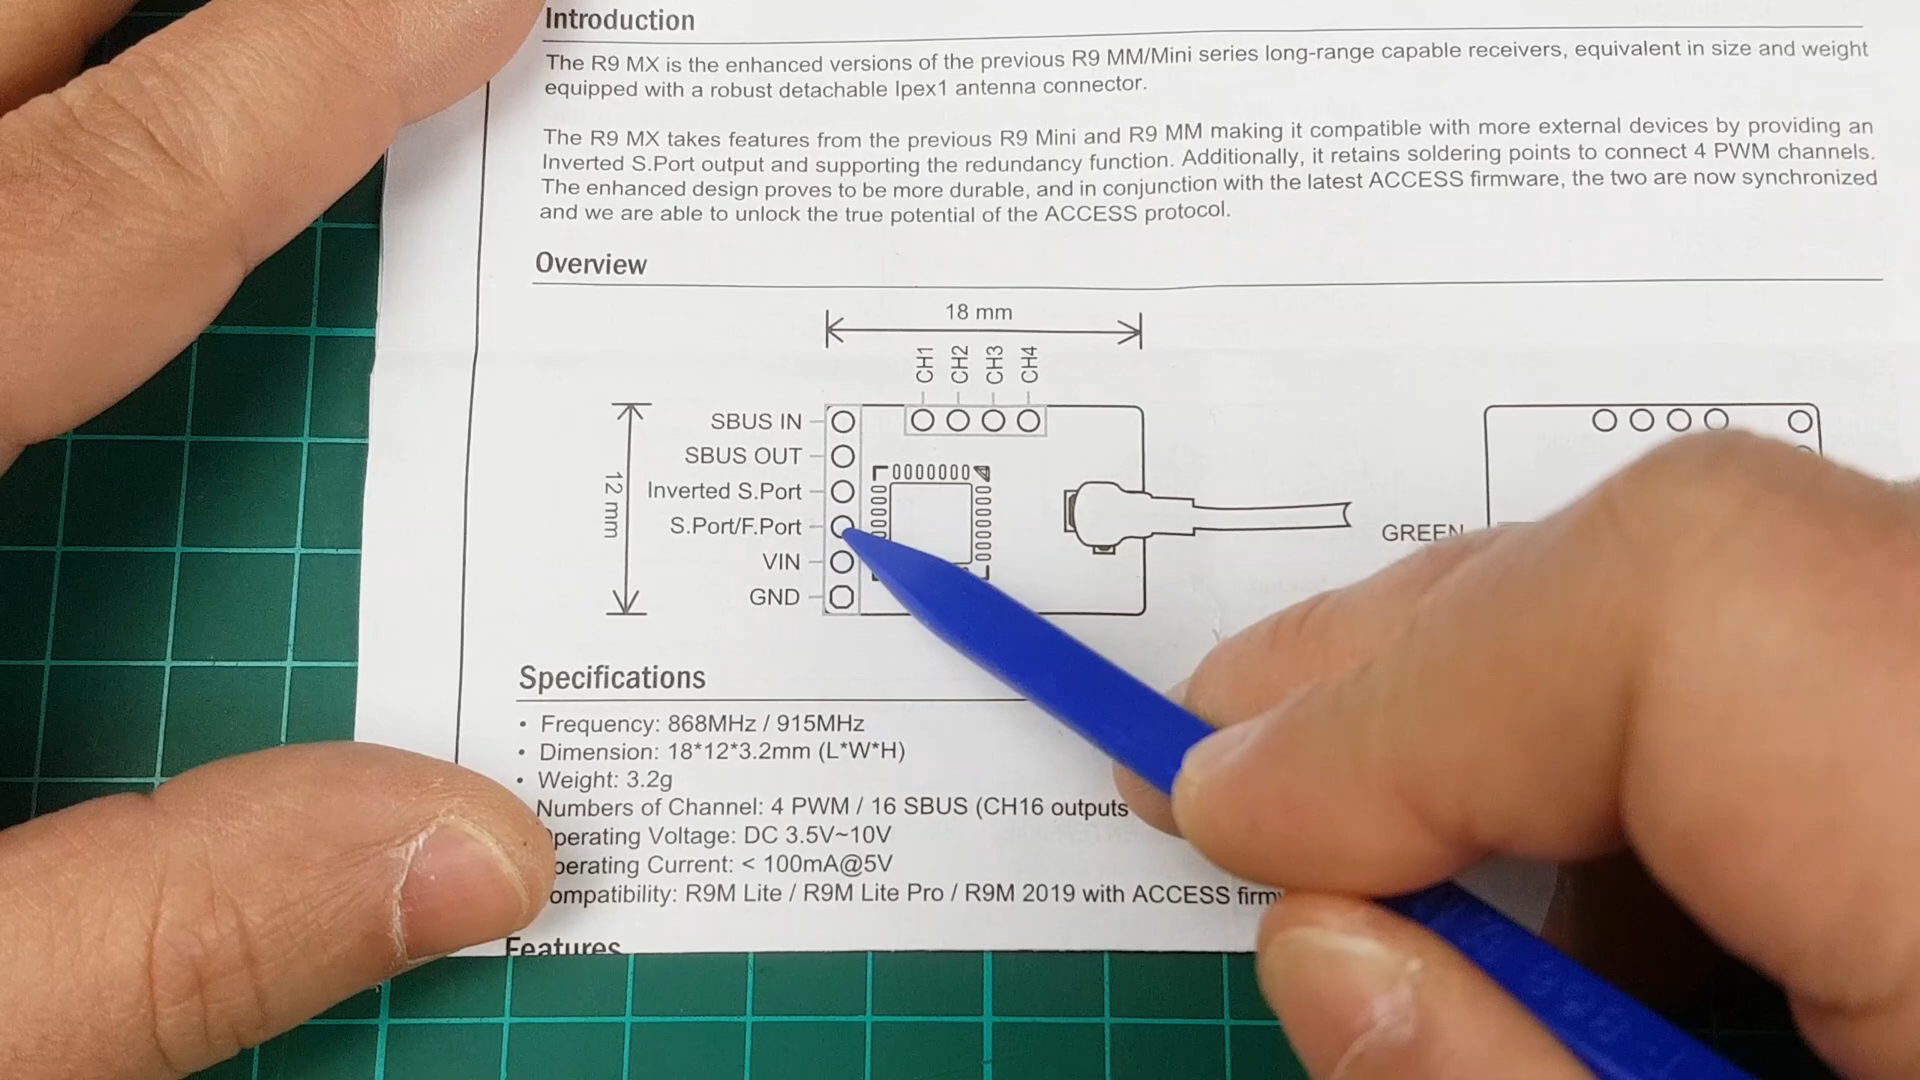 Introduction
The R9 MX is the enhanced versions of the previous R9 MM/Mini series long-range capable receivers, equivalent in size and weight
equipped with a robust detachable Ipex1 antenna connector.
The R9 MX takes features from the previous R9 Mini and R9 MM making it compatible with more external devices by providing an
Inverted S.Port output and supporting the redundancy function. Additionally, it retains soldering points to connect 4 PWM channels.
The enhanced design proves to be more durable, and in conjunction with the latest ACCESS firmware, the two are now synchronized
and we are able to unlock the true potential of the ACCESS protocol.
Overview
18 mm
CH1
CH2
CH3
CH4
12 mm
SBUS IN
SBUS OUT
Inverted S.Port
S.Port/F.Port
VIN
GND
GREEN
Specifications
• Frequency: 868MHz / 915MHz
• Dimension: 18*12*3.2mm (L*W*H)
• Weight: 3.2g
Numbers of Channel: 4 PWM / 16 SBUS (CH16 outputs
perating Voltage: DC 3.5V~10V
perating Current: < 100mA@5V
ompatibility: R9M Lite / R9M Lite Pro / R9M 2019 with ACCESS firm
Features